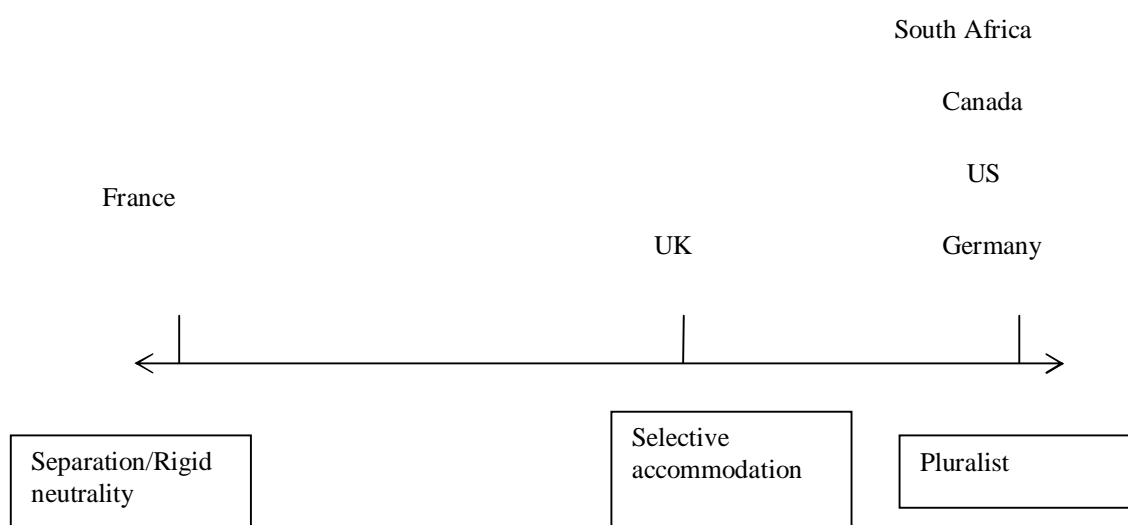 South Africa
Canada
US
France
UK
Germany
Separation/Rigid
neutrality
Selective
accommodation
Pluralist